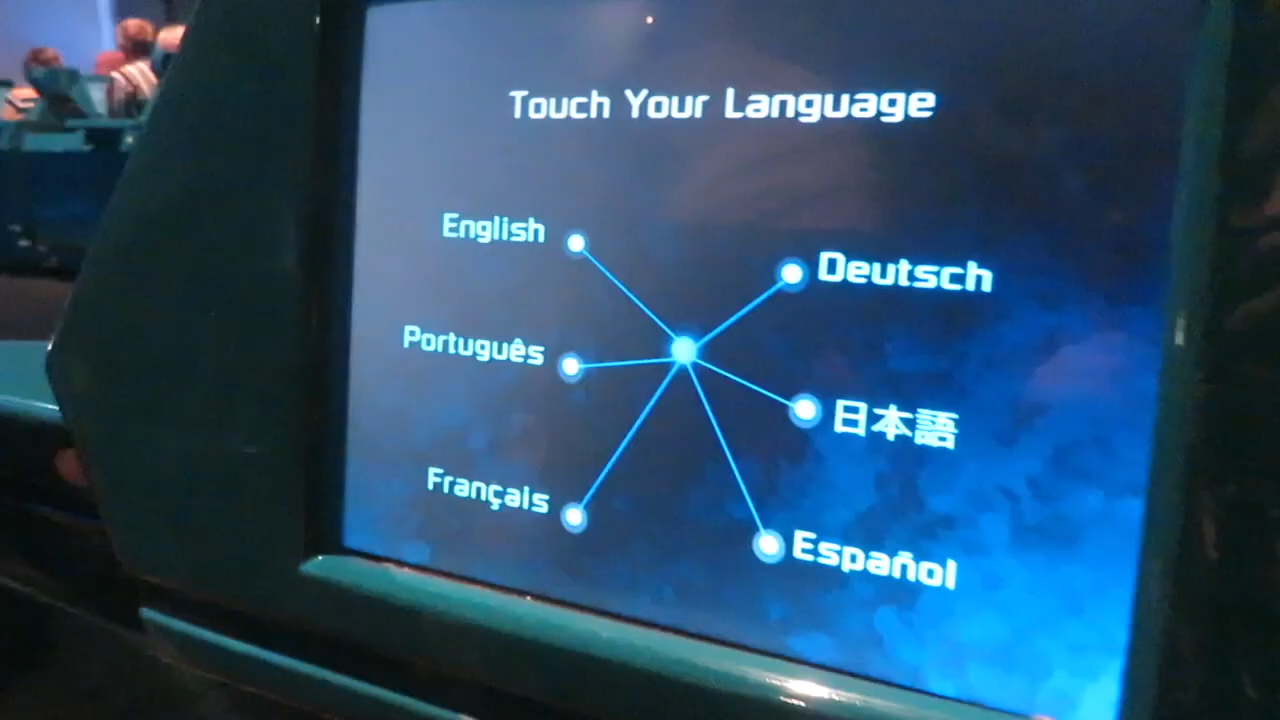 Touch Your Language
English
Deutsch
Português
日本語
Français
Español